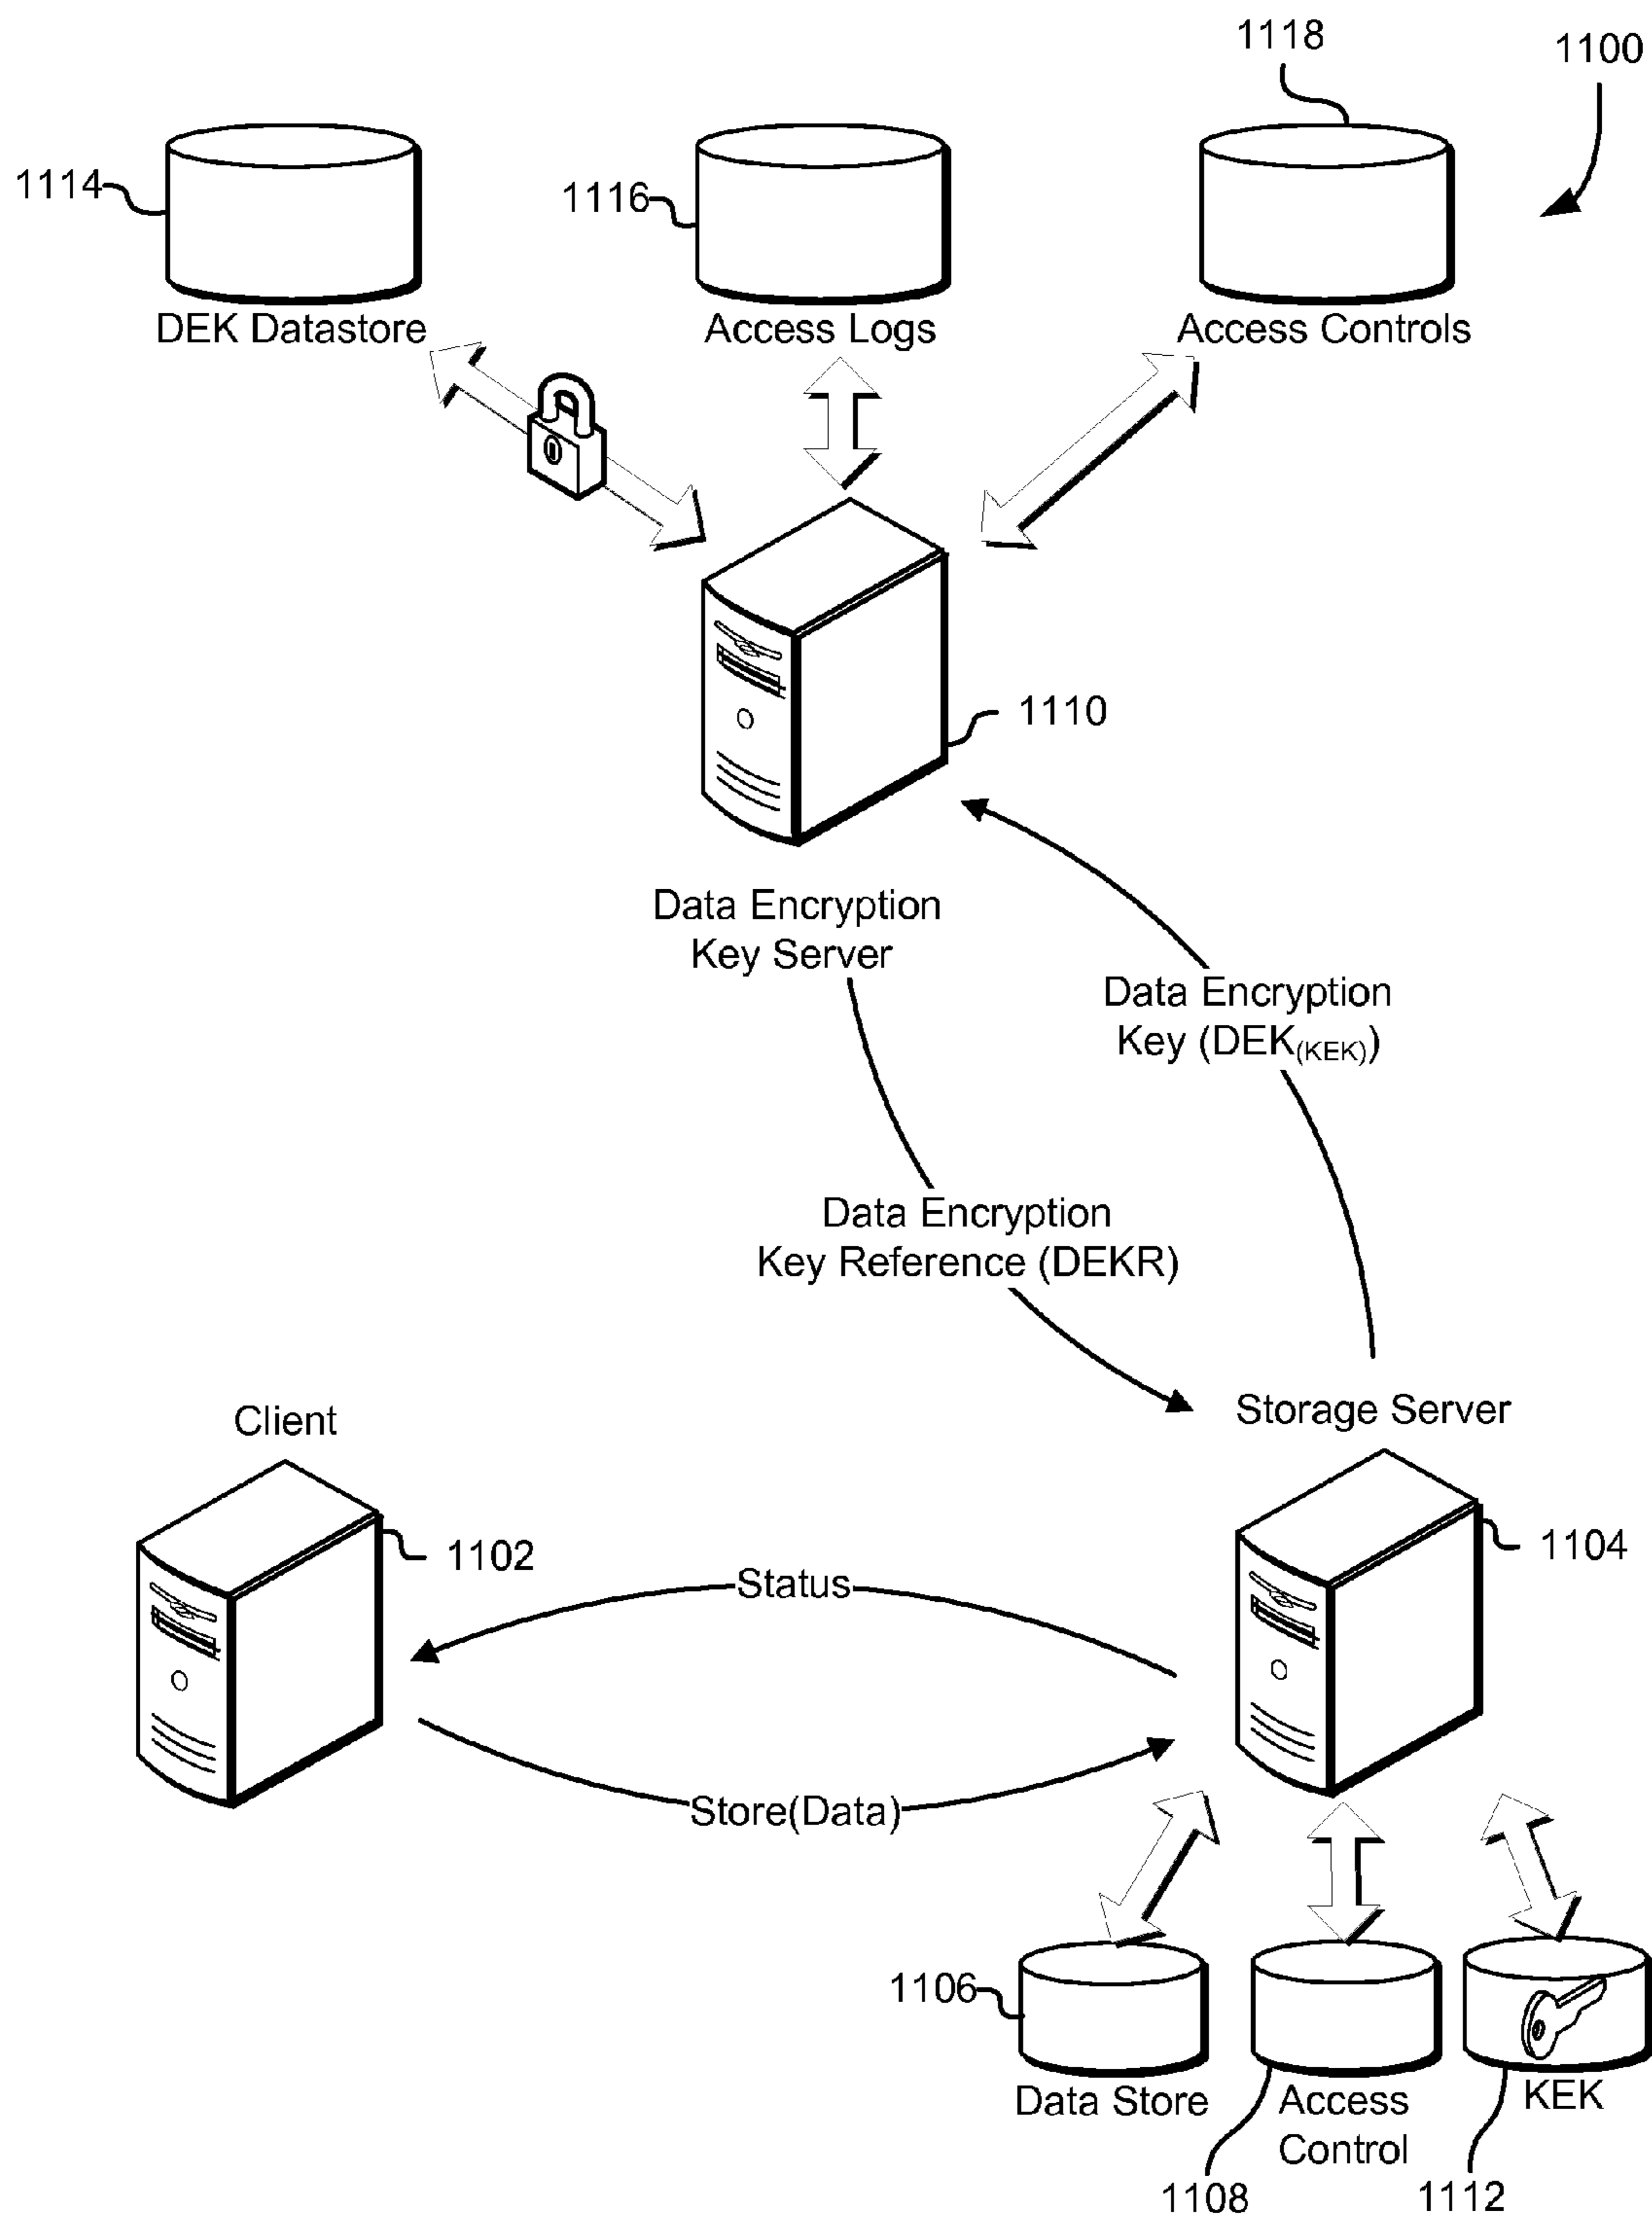 1118
1100
1114
1116
DEK Datastore
Access Logs
Access Controls
1110
Data Encryption
Key Server
Data Encryption
Key (DEK(KEK))
Data Encryption
Key Reference (DEKR)
Client
Storage Server
1102
1104
Status
Store(Data)
1106
Data Store
Access
Control
KEK
1108
1112